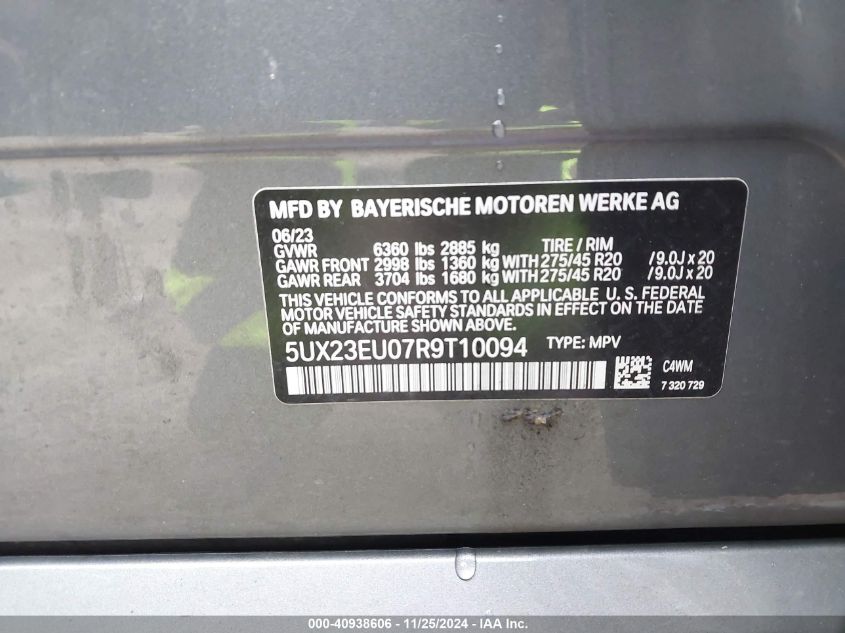 MFD BY BAYERISCHE MOTOREN WERKE AG
06/23
GVWR 6360 lbs 2885 kg TIRE / RIM
GAWR FRONT 2998 lbs 1360 kg WITH 275/45 R20 / 9.0J x 20
GAWR REAR 3704 lbs 1680 kg WITH 275/45 R20 / 9.0J x 20
THIS VEHICLE CONFORMS TO ALL APPLICABLE U. S. FEDERAL
MOTOR VEHICLE SAFETY STANDARDS IN EFFECT ON THE DATE
OF MANUFACTURE SHOWN ABOVE.
5UX23EU07R9T10094 TYPE: MPV
C4WM
7 320 729
000-40938606 - 11/25/2024 - IAA Inc.